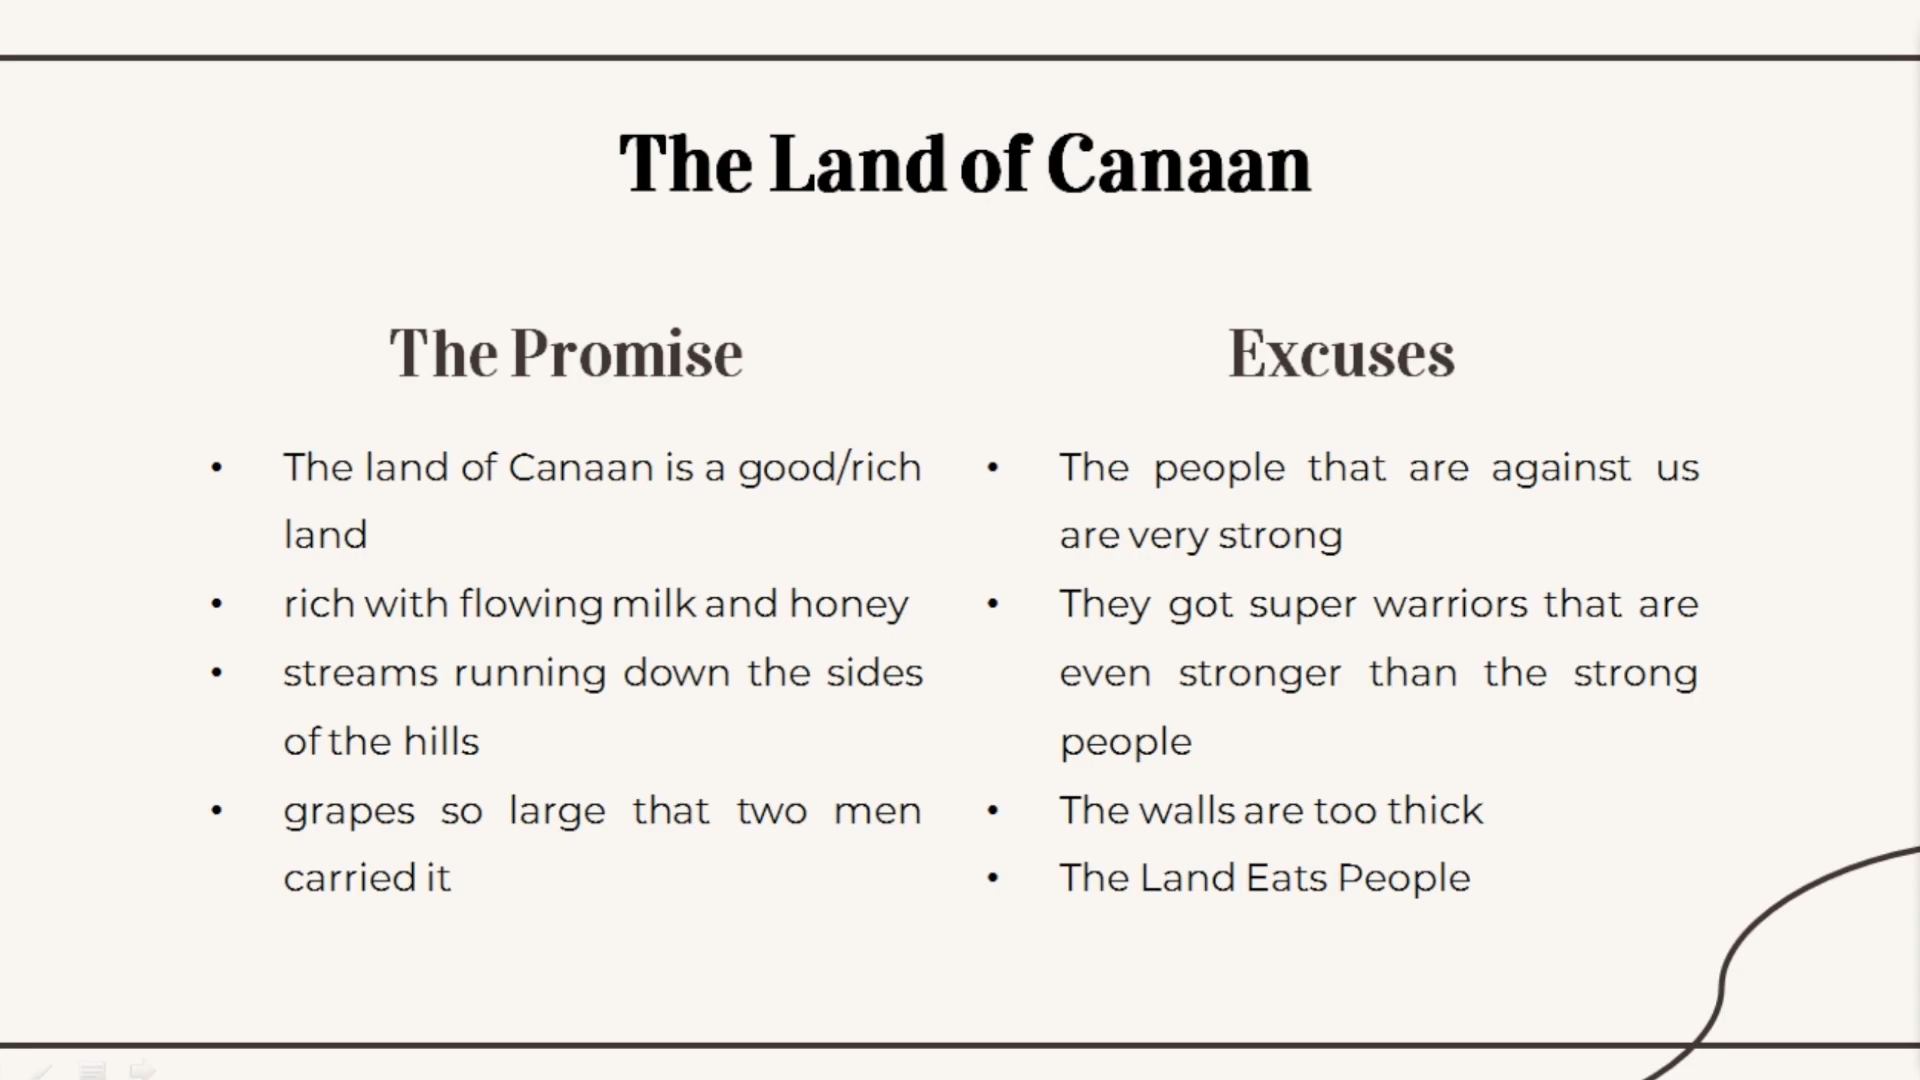 The Land of Canaan
The Promise
• The land of Canaan is a good/rich
land
• rich with flowing milk and honey
• streams running down the sides
of the hills
• grapes so large that two men
carried it
Excuses
• The people that are against us
are very strong
• They got super warriors that are
even stronger than the strong
people
• The walls are too thick
• The Land Eats People